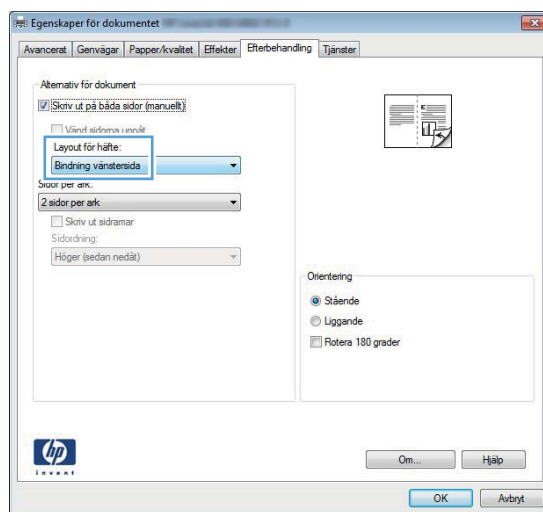 Egenskaper för dokumentet
Avancerat Genvägar Papper/kvalitet Effekter Efterbehandling Tjänster
Alternativ för dokument
Skriv ut på båda sidor (manuellt)
Vänd sidorna uppåt
Layout för häfte:
Bindning vänstersida
Sidor per ark:
2 sidor per ark
Skriv ut sidramar
Sidordning:
Höger (sedan nedåt)
Orientering
Stående
Liggande
Rotera 180 grader
hp
invent
Om... Hjälp
OK Avbryt